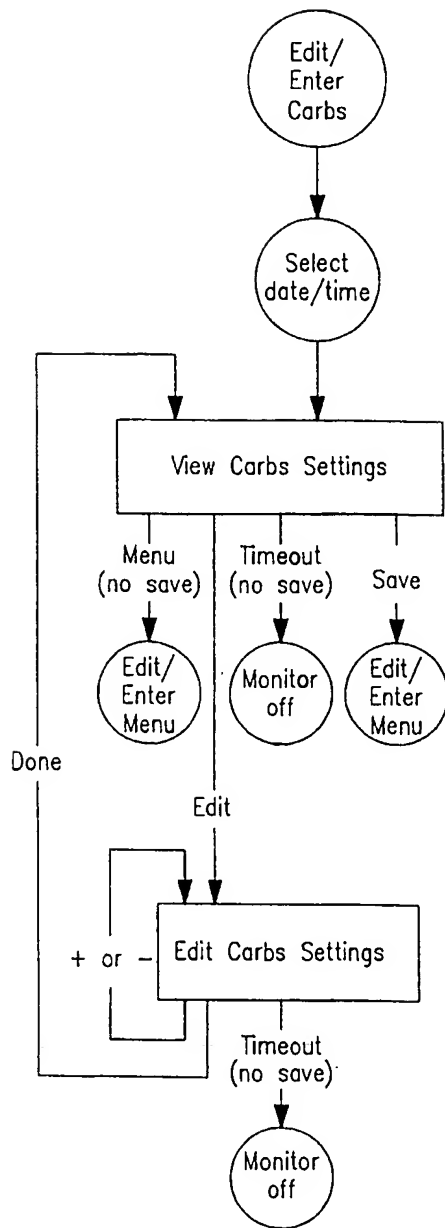 Edit/
Enter
Carbs
Select
date/time
View Carbs Settings
Menu
(no save)
Timeout
(no save)
Save
Edit/
Enter
Menu
Monitor
off
Edit/
Enter
Menu
Done
Edit
+ or -
Edit Carbs Settings
Timeout
(no save)
Monitor
off